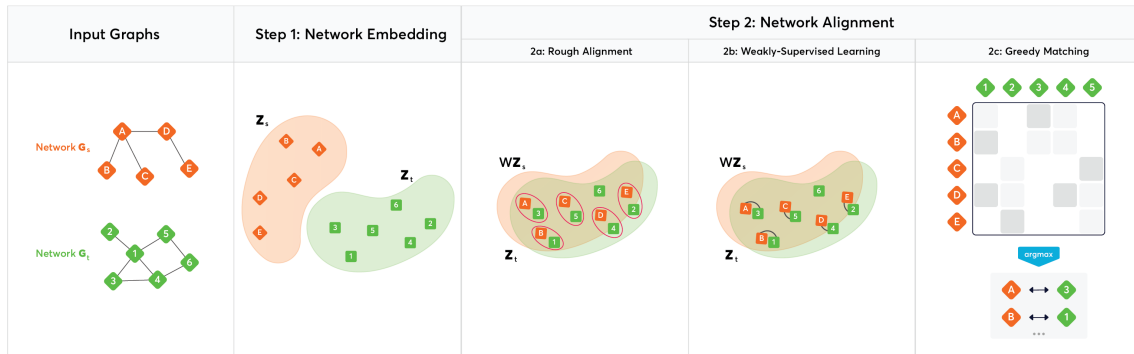 Input Graphs
Step 1: Network Embedding
Step 2: Network Alignment
2a: Rough Alignment
2b: Weakly-Supervised Learning
2c: Greedy Matching
Network Gs
A
D
B
C
E
Network Gt
2
5
1
6
3
4
Zs
B
A
C
D
E
Zt
6
3
5
2
4
1
WZs
A
C
E
6
3
5
D
2
B
4
1
Zt
WZs
6
A
C
E
3
5
D
2
B
4
1
Zt
1 2 3 4 5
A
B
C
D
E
argmax
A ↔ 3
B ↔ 1
...